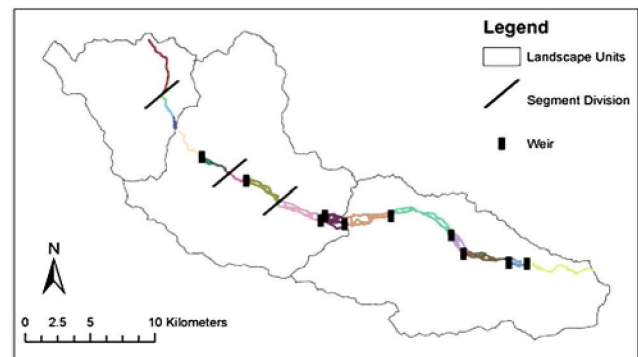 Legend
Landscape Units
Segment Division
Weir
N
0 2.5 5 10 Kilometers